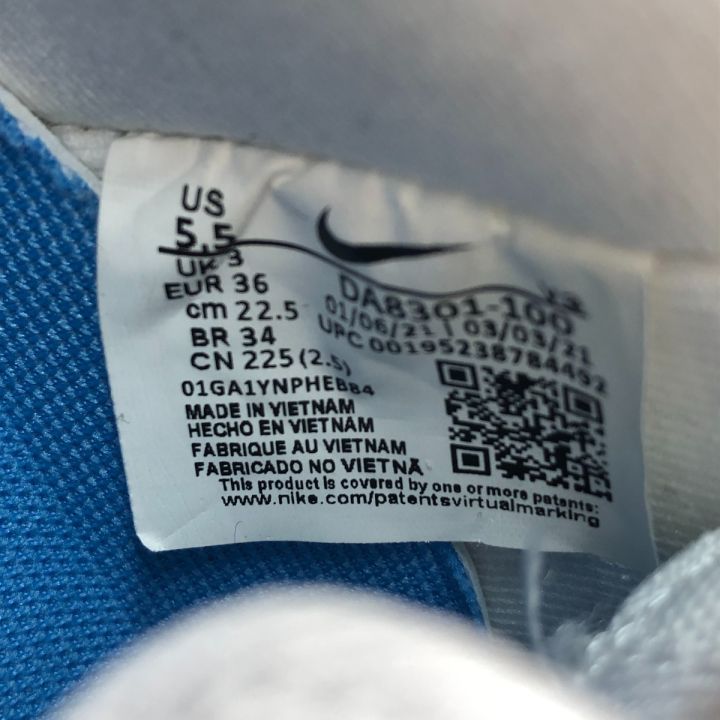 US
5.5
UK 3
EUR 36
cm 22.5
BR 34
CN 225 (2.5)
01GA1YNPHEB84
MADE IN VIETNAM
HECHO EN VIETNAM
FABRIQUE AU VIETNAM
FABRICADO NO VIETNÃ
DA8301-100
01/06/21 | 03/03/21
UPC 00195238784492
This product is covered by one or more patents:
www.nike.com/patentsvirtualmarking